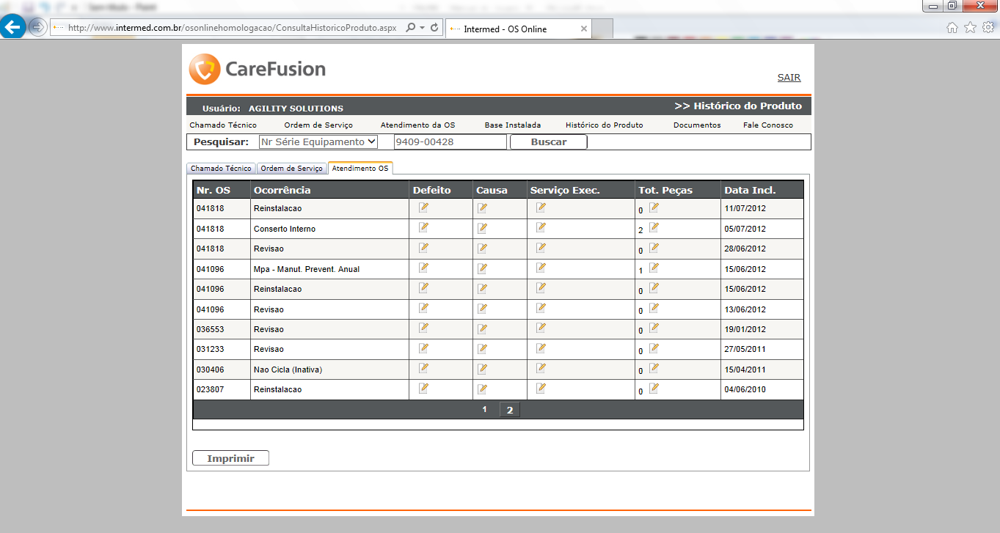 http://www.intermed.com.br/osonlinehomologacao/ConsultaHistoricoProduto.aspx
Intermed - OS Online
CareFusion
SAIR
Usuário: AGILITY SOLUTIONS >> Histórico do Produto
Chamado Técnico Ordem de Serviço Atendimento da OS Base Instalada Histórico do Produto Documentos Fale Conosco
Pesquisar: Nr Série Equipamento 9409-00428 Buscar
Chamado Técnico Ordem de Serviço Atendimento OS
Nr. OS Ocorrência Defeito Causa Serviço Exec. Tot. Peças Data Incl.
041818 Reinstalacao 0 11/07/2012
041818 Conserto Interno 2 05/07/2012
041818 Revisao 0 28/06/2012
041096 Mpa - Manut. Prevent. Anual 1 15/06/2012
041096 Reinstalacao 0 15/06/2012
041096 Revisao 0 13/06/2012
036553 Revisao 0 19/01/2012
031233 Revisao 0 27/05/2011
030406 Nao Cicla (Inativa) 0 15/04/2011
023807 Reinstalacao 0 04/06/2010
1 2
Imprimir